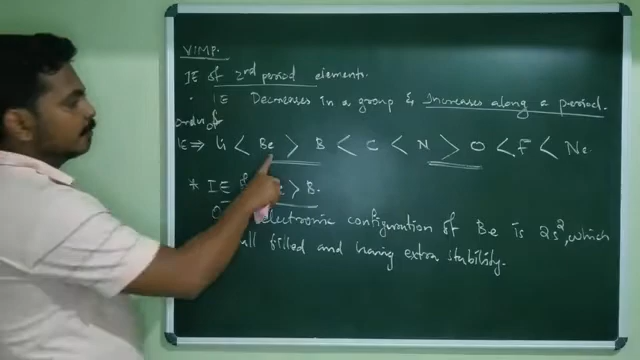 V.IMP.
IE of 2nd period elements.
• IE Decreases in a group & Increases along a period.
order of
IE ⇒ Li < Be > B < C < N > O < F < Ne
* IE of > B.
electronic configuration of Be is 2s², which
filled and having extra stability.